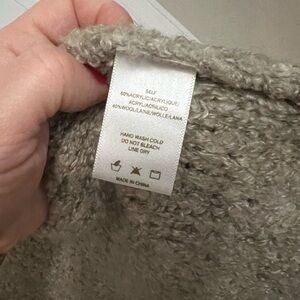 SELF
60%ACRYLIC/ACRYLIQUE/
ACRYLIC/ACRILICO
40%WOOL/LAINE/WOLLE/LANA
HAND WASH COLD
DO NOT BLEACH
LINE DRY
MADE IN CHINA